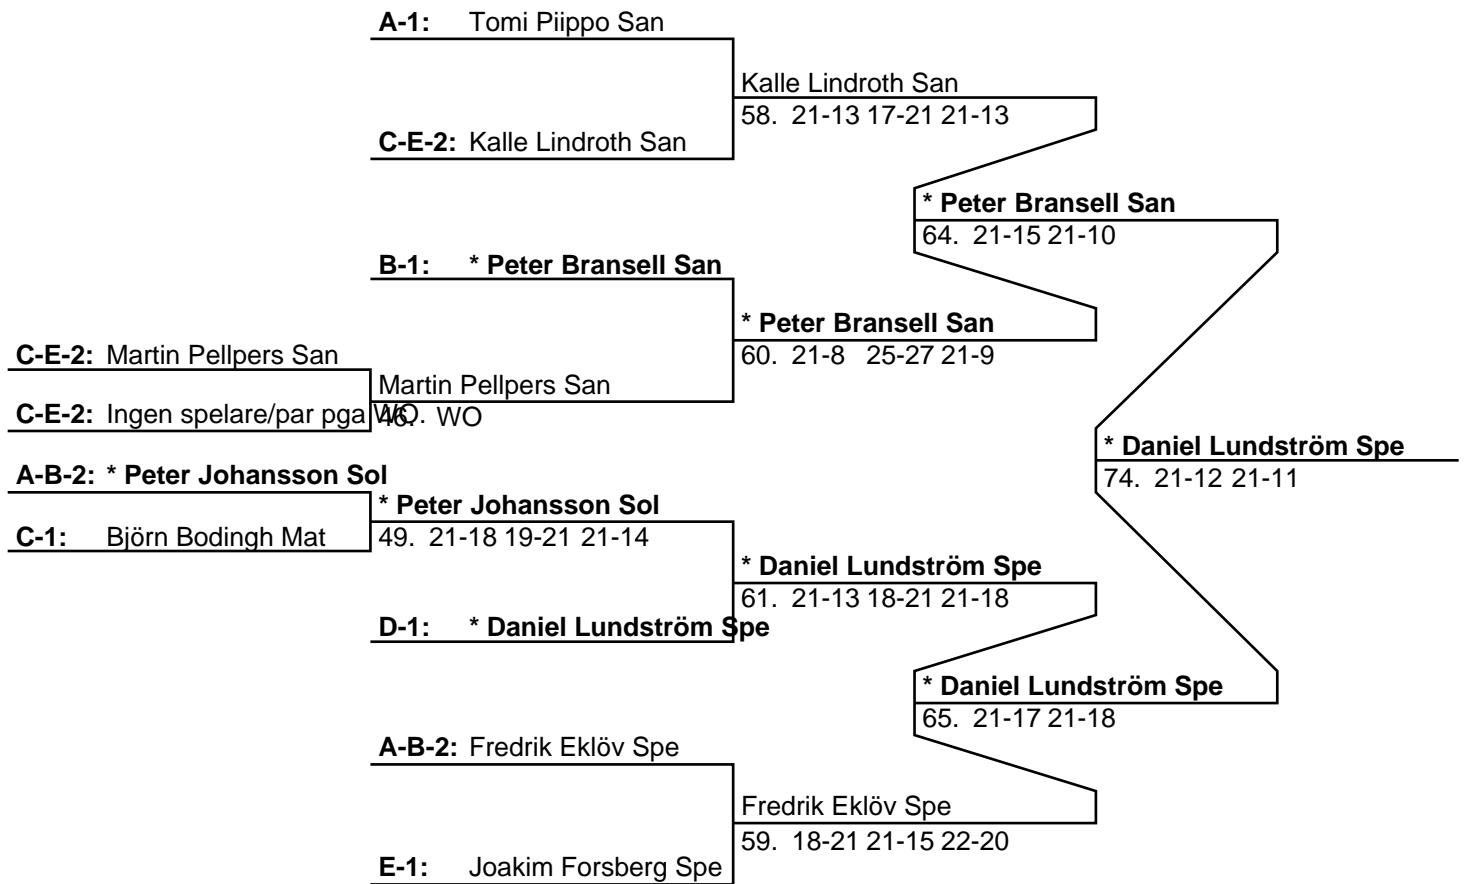 A-1: Tomi Piippo San
Kalle Lindroth San
58. 21-13 17-21 21-13
C-E-2: Kalle Lindroth San
* Peter Bransell San
64. 21-15 21-10
B-1: * Peter Bransell San
* Peter Bransell San
60. 21-8 25-27 21-9
C-E-2: Martin Pellpers San
Martin Pellpers San
46. WO
C-E-2: Ingen spelare/par pga WO.
* Daniel Lundström Spe
74. 21-12 21-11
A-B-2: * Peter Johansson Sol
* Peter Johansson Sol
49. 21-18 19-21 21-14
C-1: Björn Bodingh Mat
* Daniel Lundström Spe
61. 21-13 18-21 21-18
D-1: * Daniel Lundström Spe
* Daniel Lundström Spe
65. 21-17 21-18
A-B-2: Fredrik Eklöv Spe
Fredrik Eklöv Spe
59. 18-21 21-15 22-20
E-1: Joakim Forsberg Spe